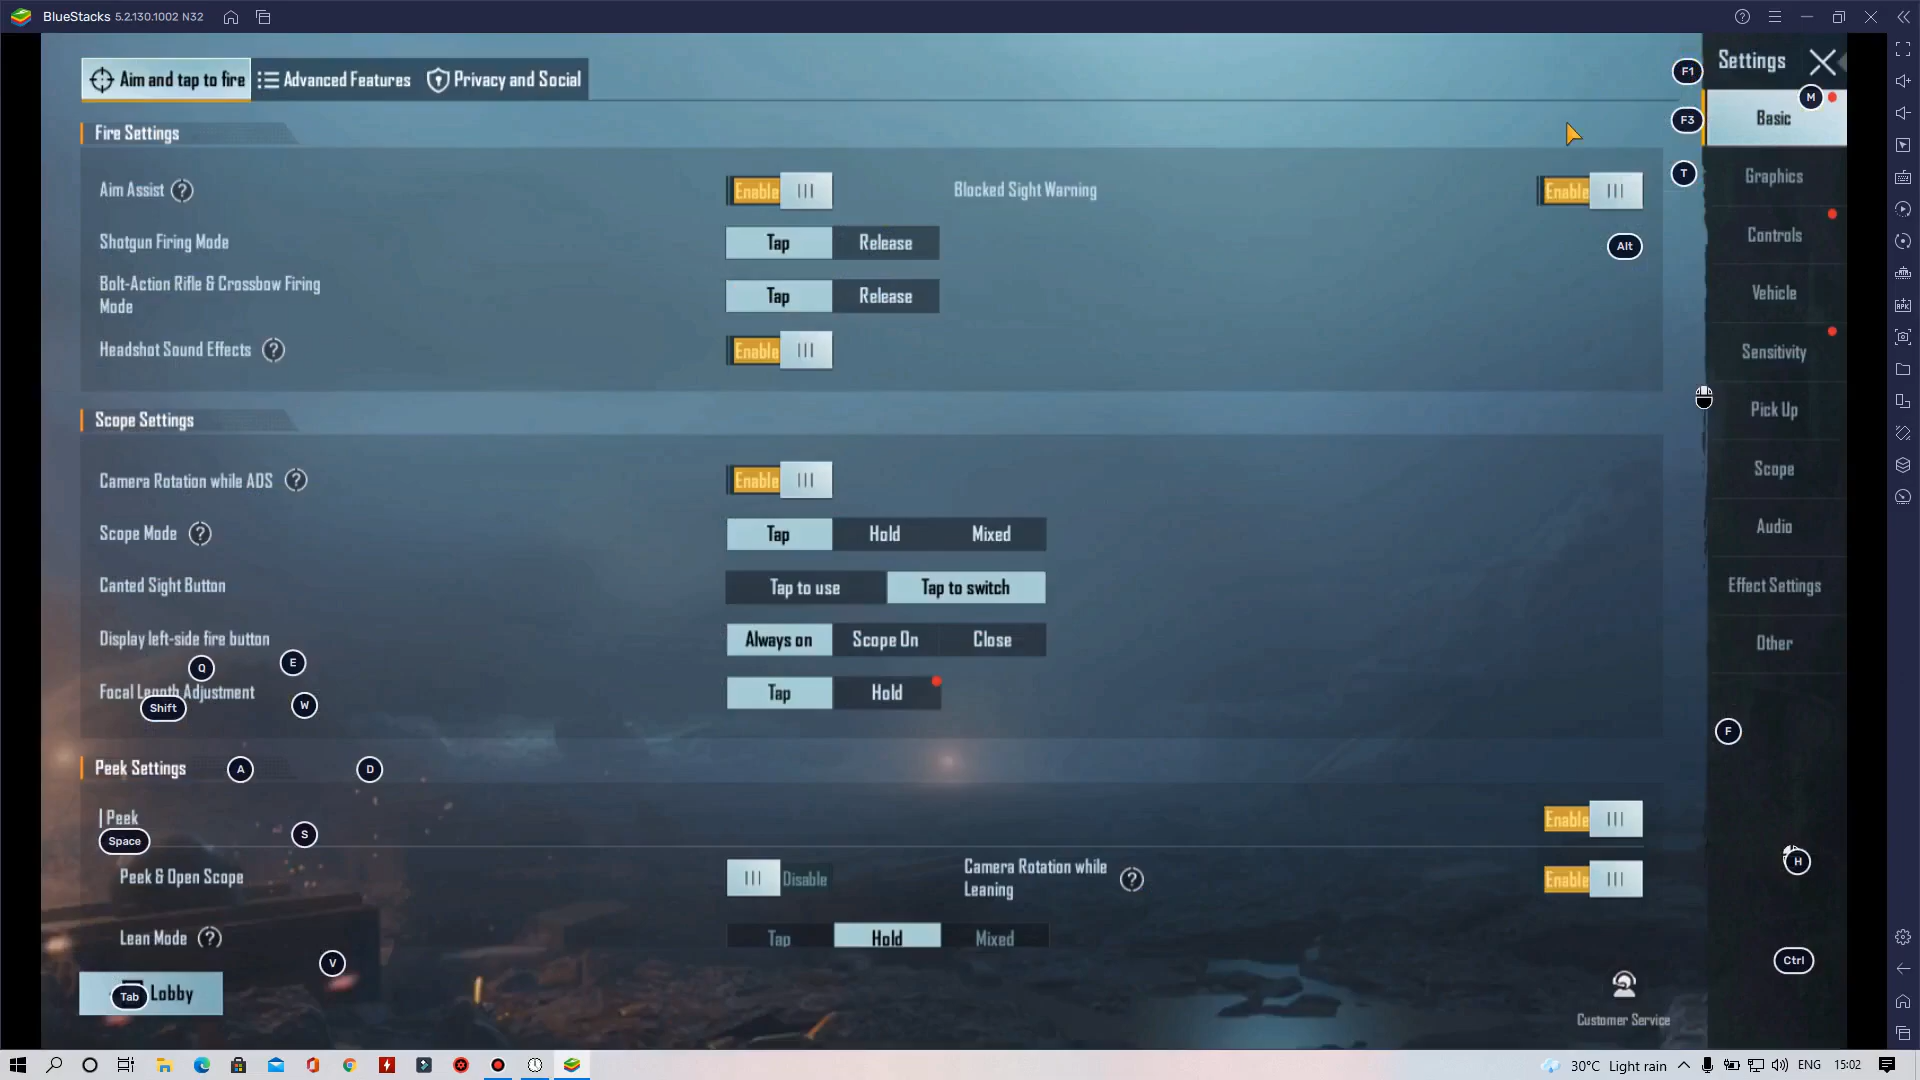 BlueStacks 5.2.130.1002 N32
Aim and tap to fire
Advanced Features
Privacy and Social
Settings
F1
M
F3
Basic
Fire Settings
Aim Assist ?
Enable
Blocked Sight Warning
Enable
T
Graphics
Shotgun Firing Mode
Tap
Release
Alt
Controls
Bolt-Action Rifle & Crossbow Firing
Mode
Tap
Release
Vehicle
Headshot Sound Effects ?
Enable
Sensitivity
Scope Settings
Pick Up
Camera Rotation while ADS ?
Enable
Scope
Scope Mode ?
Tap
Hold
Mixed
Audio
Canted Sight Button
Tap to use
Tap to switch
Effect Settings
Display left-side fire button
Always on
Scope On
Close
Other
Q
E
Focal Length Adjustment
Tap
Hold
Shift
W
F
Peek Settings
A
D
Peek
Enable
Space
S
H
Peek & Open Scope
Disable
Camera Rotation while
Leaning ?
Enable
Lean Mode ?
Tap
Hold
Mixed
V
Ctrl
Tab
Lobby
Customer Service
30°C Light rain
ENG
15:02